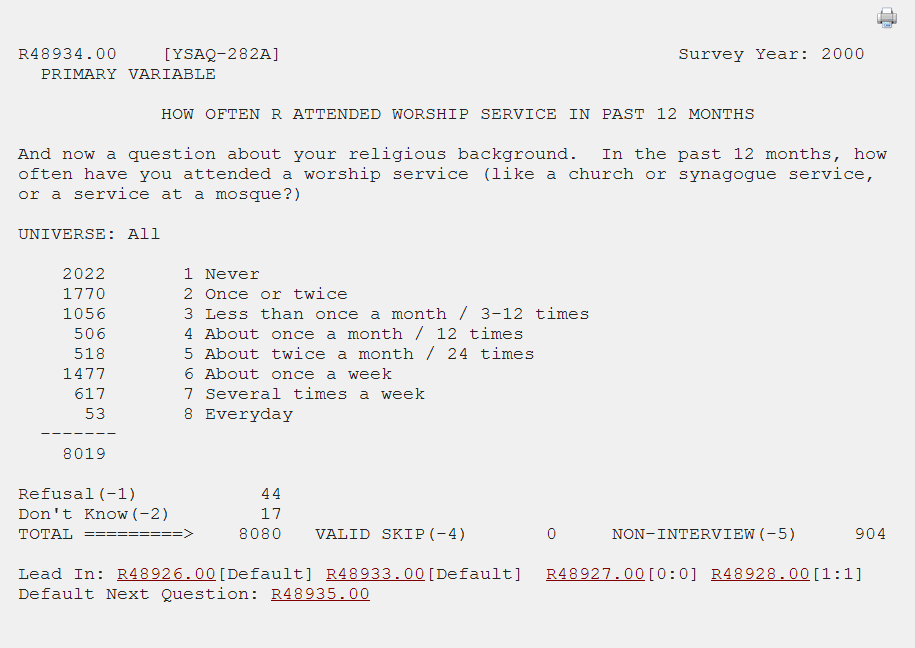 R48934.00    [YSAQ-282A]                                    Survey Year: 2000
  PRIMARY VARIABLE
             HOW OFTEN R ATTENDED WORSHIP SERVICE IN PAST 12 MONTHS
And now a question about your religious background.  In the past 12 months, how
often have you attended a worship service (like a church or synagogue service,
or a service at a mosque?)
UNIVERSE: All
    2022       1 Never
    1770       2 Once or twice
    1056       3 Less than once a month / 3-12 times
     506       4 About once a month / 12 times
     518       5 About twice a month / 24 times
    1477       6 About once a week
     617       7 Several times a week
      53       8 Everyday
  -------
    8019
Refusal(-1)           44
Don't Know(-2)        17
TOTAL =========>    8080   VALID SKIP(-4)       0     NON-INTERVIEW(-5)     904
Lead In: R48926.00[Default] R48933.00[Default]  R48927.00[0:0] R48928.00[1:1]
Default Next Question: R48935.00